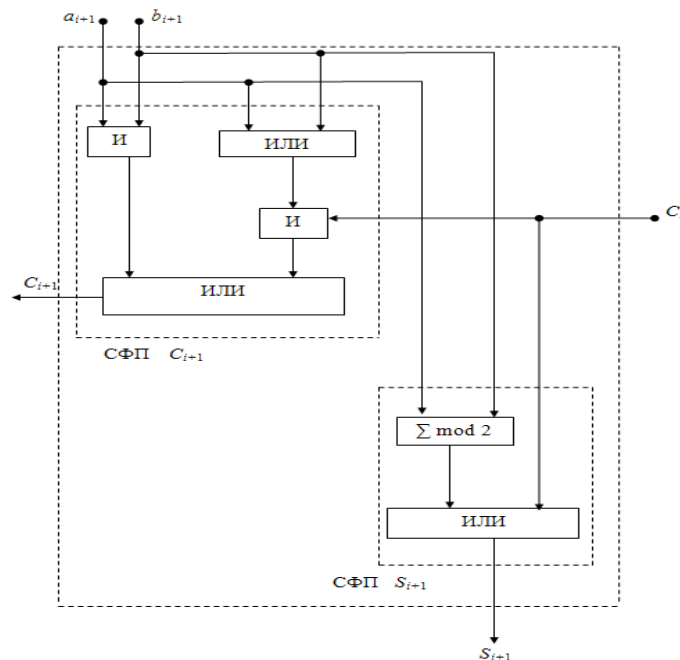 a_{i+1} b_{i+1}
И ИЛИ
И
C
C_{i+1}
ИЛИ
СФП C_{i+1}
∑ mod 2
ИЛИ
СФП S_{i+1}
S_{i+1}